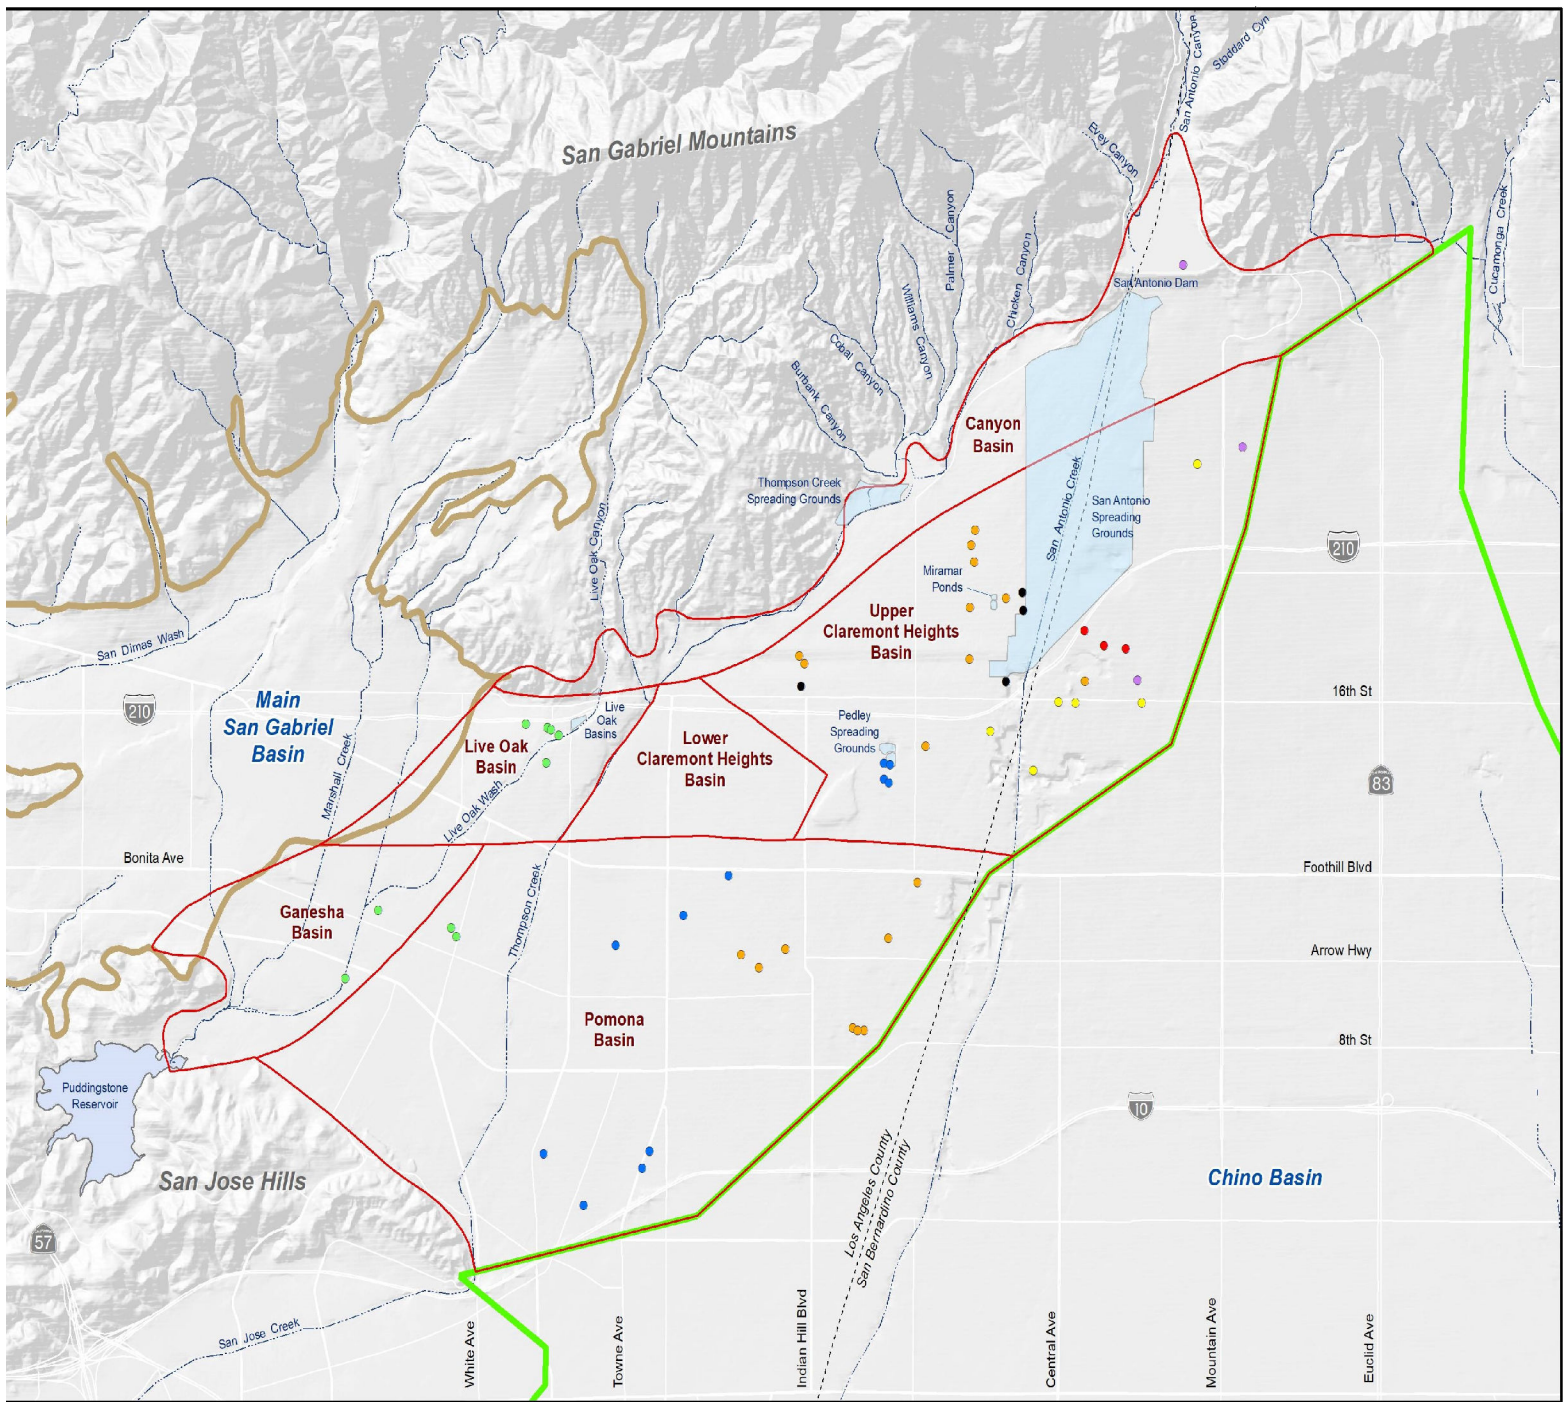 San Antonio Canyon
Stoddard Cyn
San Gabriel Mountains
Evey Canyon
Cucamonga Creek
Palmer Canyon
Chicken Canyon
Williams Canyon
Cobal Canyon
Burbank Canyon
San Antonio Dam
Canyon
Basin
Thompson Creek
Spreading Grounds
San Antonio Creek
San Antonio
Spreading
Grounds
Live Oak Canyon
210
Miramar
Ponds
Upper
Claremont Heights
Basin
San Dimas Wash
210
Main
San Gabriel
Basin
16th St
Live
Oak
Basins
Pedley
Spreading
Grounds
Live Oak
Basin
Lower
Claremont Heights
Basin
Marshall Creek
Live Oak Wash
83
Bonita Ave
Foothill Blvd
Thompson Creek
Ganesha
Basin
Arrow Hwy
Pomona
Basin
8th St
Puddingstone
Reservoir
10
San Jose Hills
Chino Basin
Los Angeles County
San Bernardino County
57
San Jose Creek
White Ave
Towne Ave
Indian Hill Blvd
Central Ave
Mountain Ave
Euclid Ave